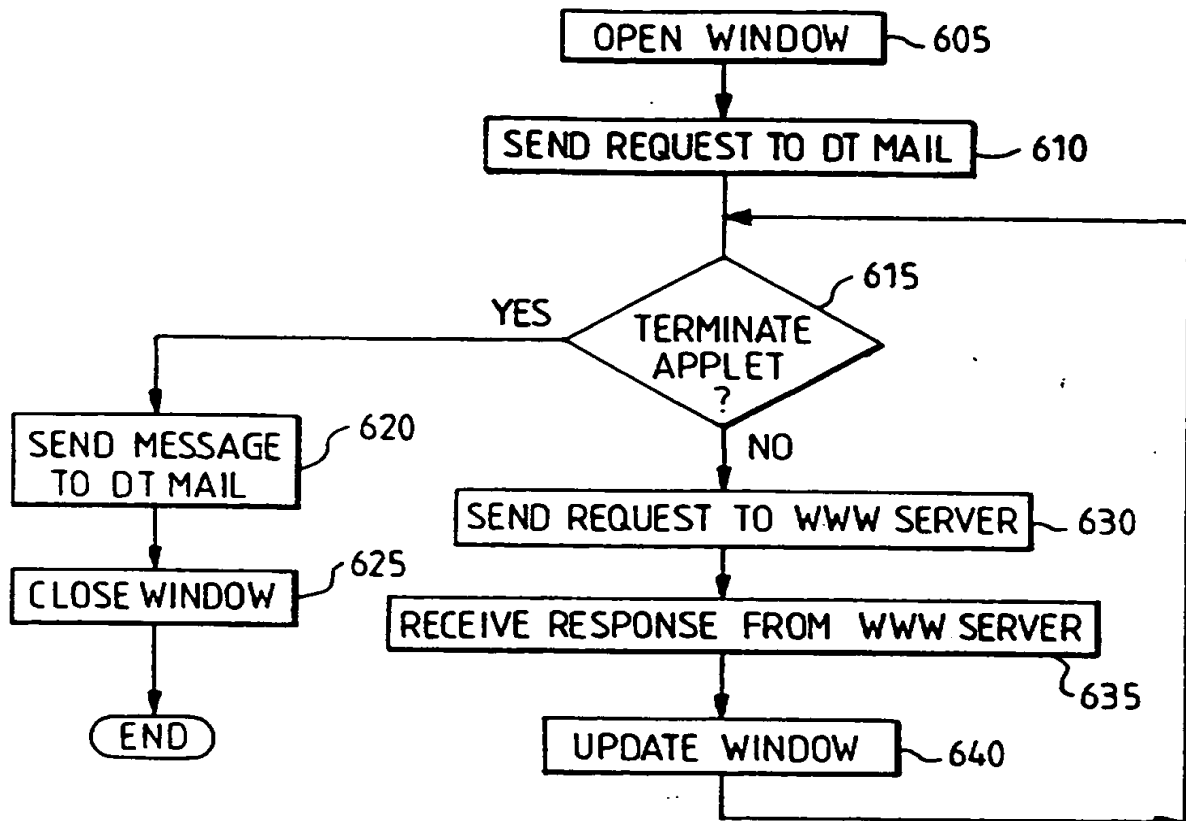 OPEN WINDOW
605
SEND REQUEST TO DT MAIL
610
615
TERMINATE
APPLET
?
YES
NO
SEND MESSAGE
TO DT MAIL
620
CLOSE WINDOW
625
END
SEND REQUEST TO WWW SERVER
630
RECEIVE RESPONSE FROM WWW SERVER
635
UPDATE WINDOW
640